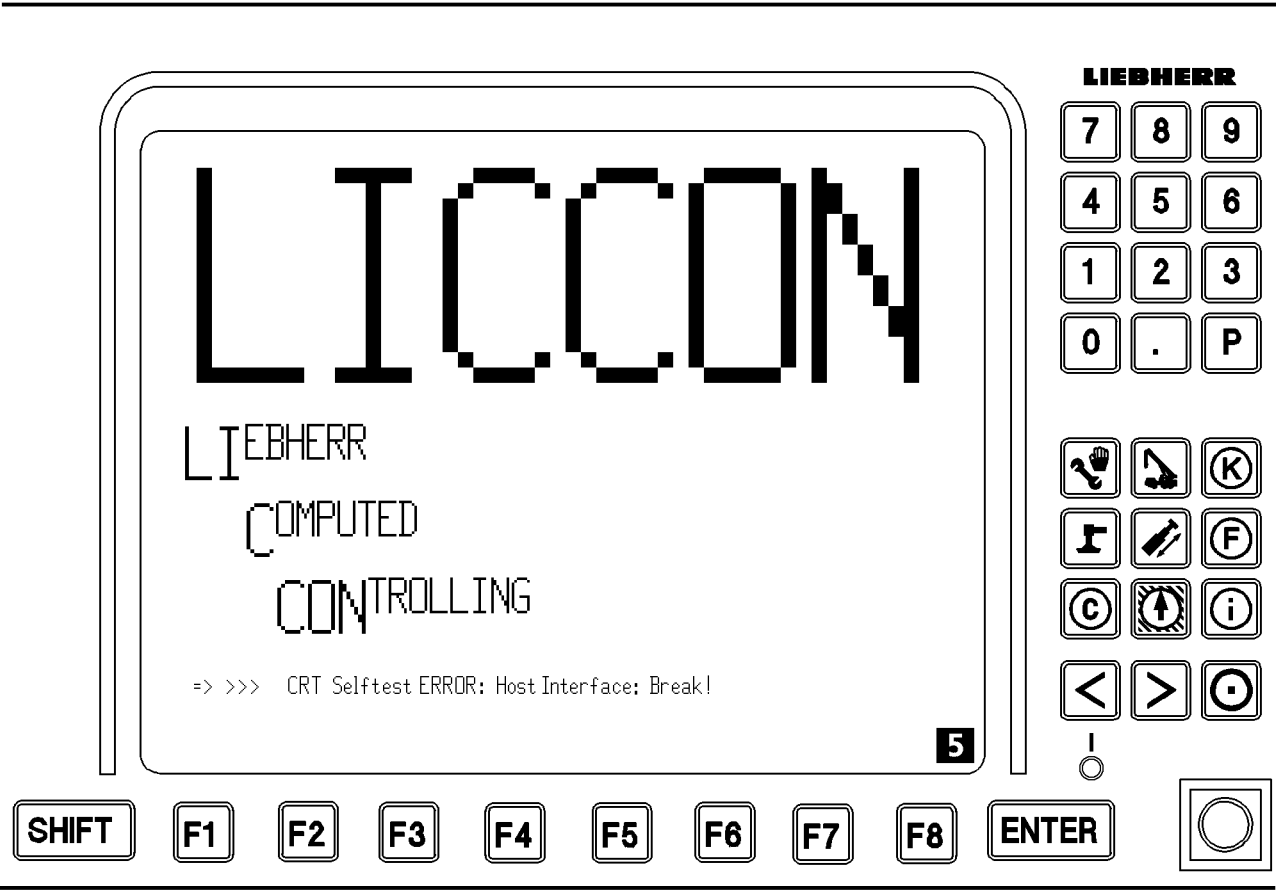 LIEBHERR
LICCON
LIEBHERR
COMPUTED
CONTROLLING
=> >>> CRT Selftest ERROR: Host Interface: Break!
5
7 8 9
4 5 6
1 2 3
0 . P
K
F
C i
< >
SHIFT F1 F2 F3 F4 F5 F6 F7 F8 ENTER